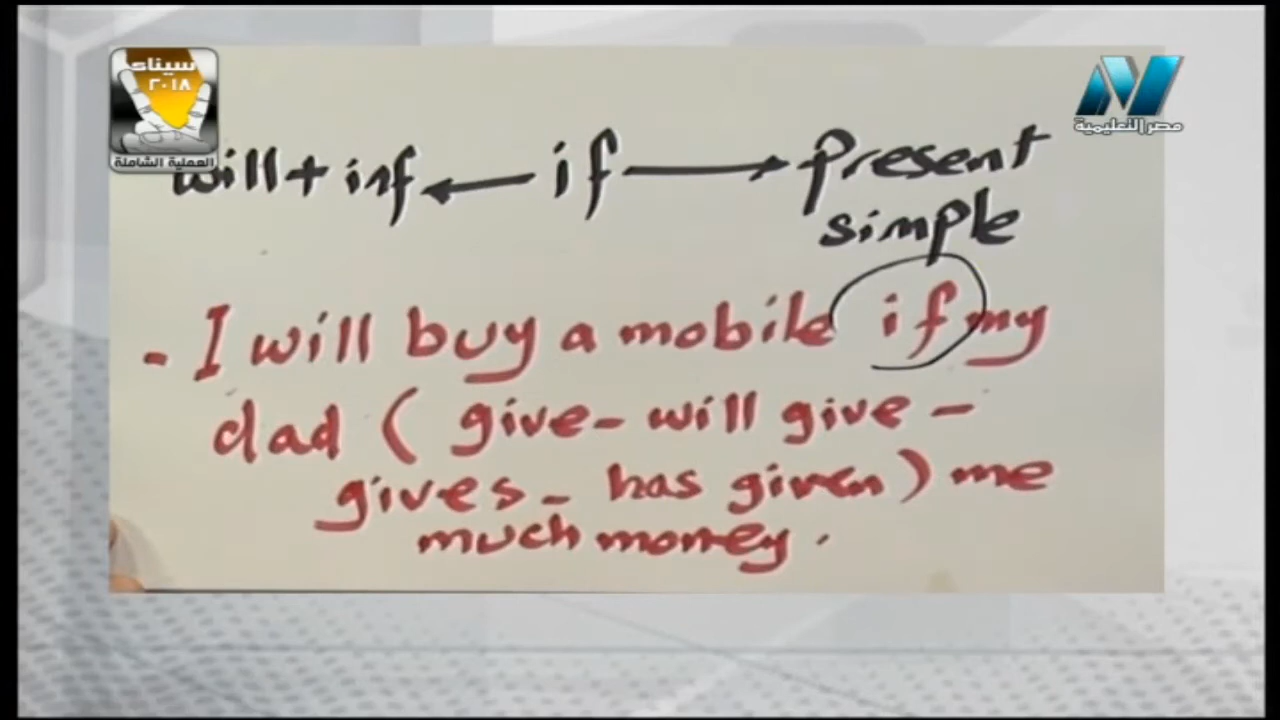 سيناء
٢٠١٨
العملية الشاملة
مصر التعليمية
will + inf ← if → present
simple
- I will buy a mobile if my
dad ( give - will give -
gives - has given ) me
much money .